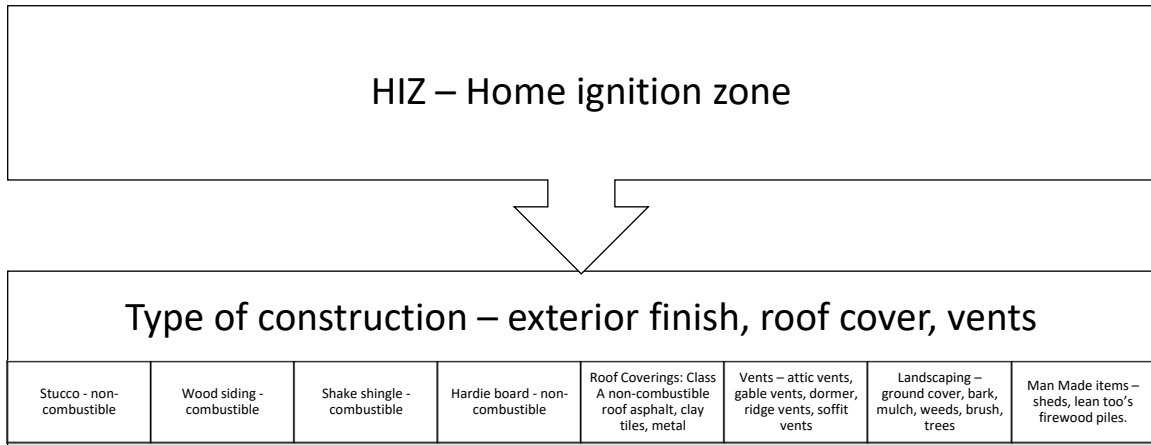 HIZ – Home ignition zone
Type of construction – exterior finish, roof cover, vents
Stucco - non-
combustible
Wood siding -
combustible
Shake shingle -
combustible
Hardie board - non-
combustible
Roof Coverings: Class
A non-combustible
roof asphalt, clay
tiles, metal
Vents – attic vents,
gable vents, dormer,
ridge vents, soffit
vents
Landscaping –
ground cover, bark,
mulch, weeds, brush,
trees
Man Made items –
sheds, lean too's
firewood piles.